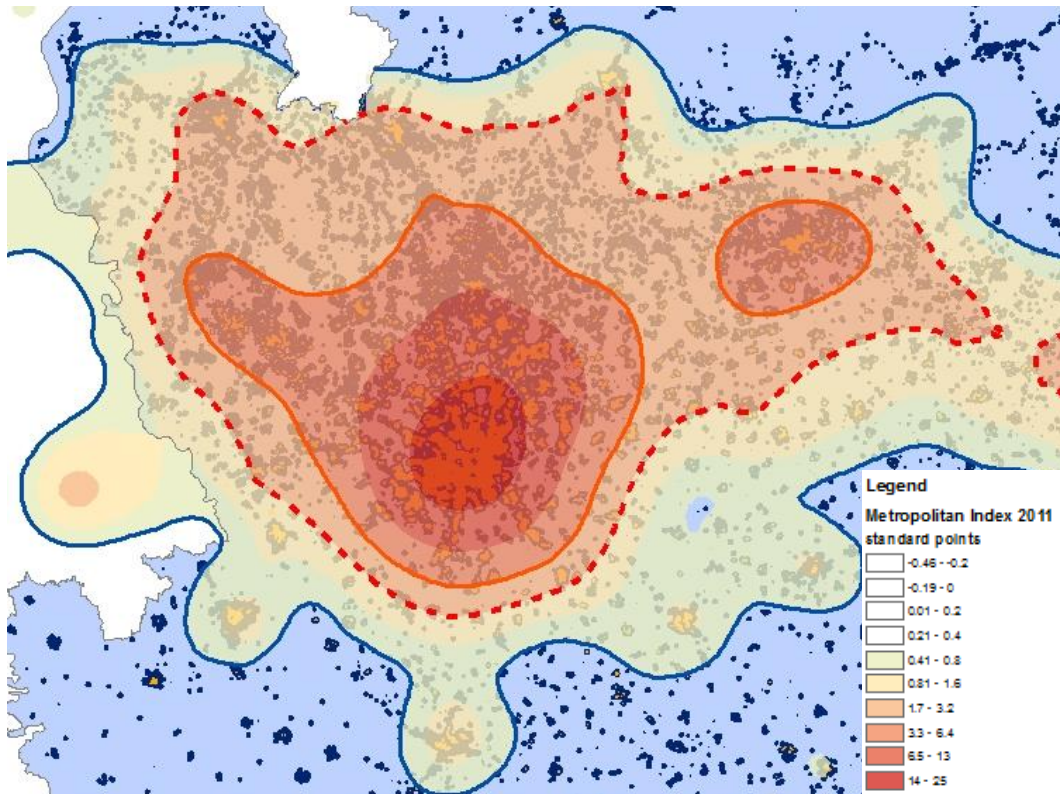 Legend
Metropolitan Index 2011
standard points
-0.46 - -0.2
-0.19 - 0
0.01 - 0.2
0.21 - 0.4
0.41 - 0.8
0.81 - 1.6
1.7 - 3.2
3.3 - 6.4
6.5 - 13
14 - 25